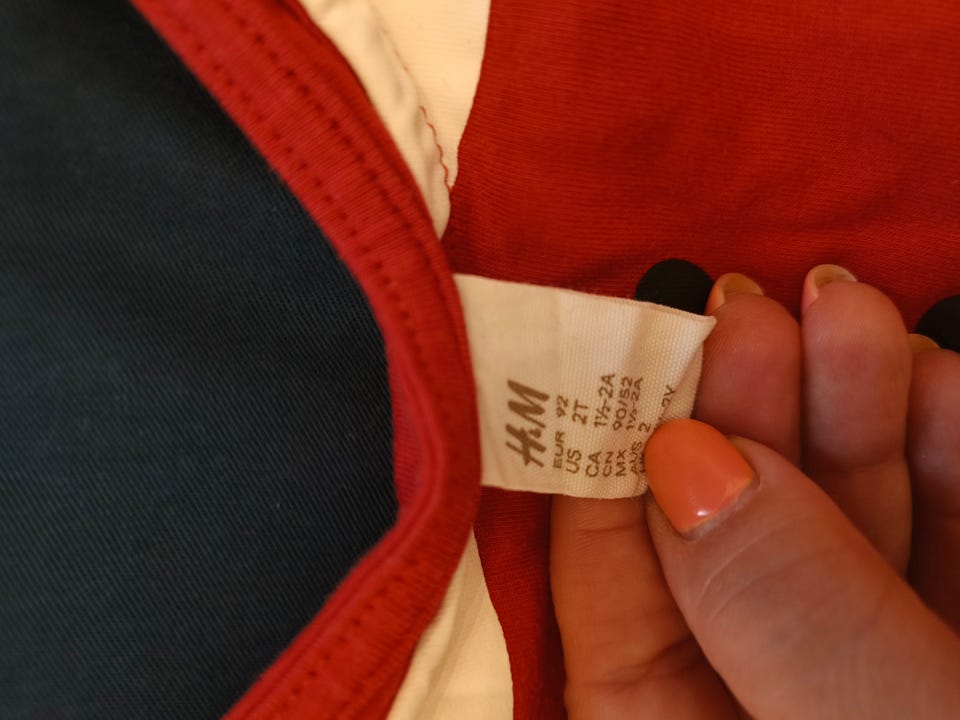 H&M
EUR 92
US 2T
CA 1½-2A
CN 90/52
MX 1½-2A
AUS 2